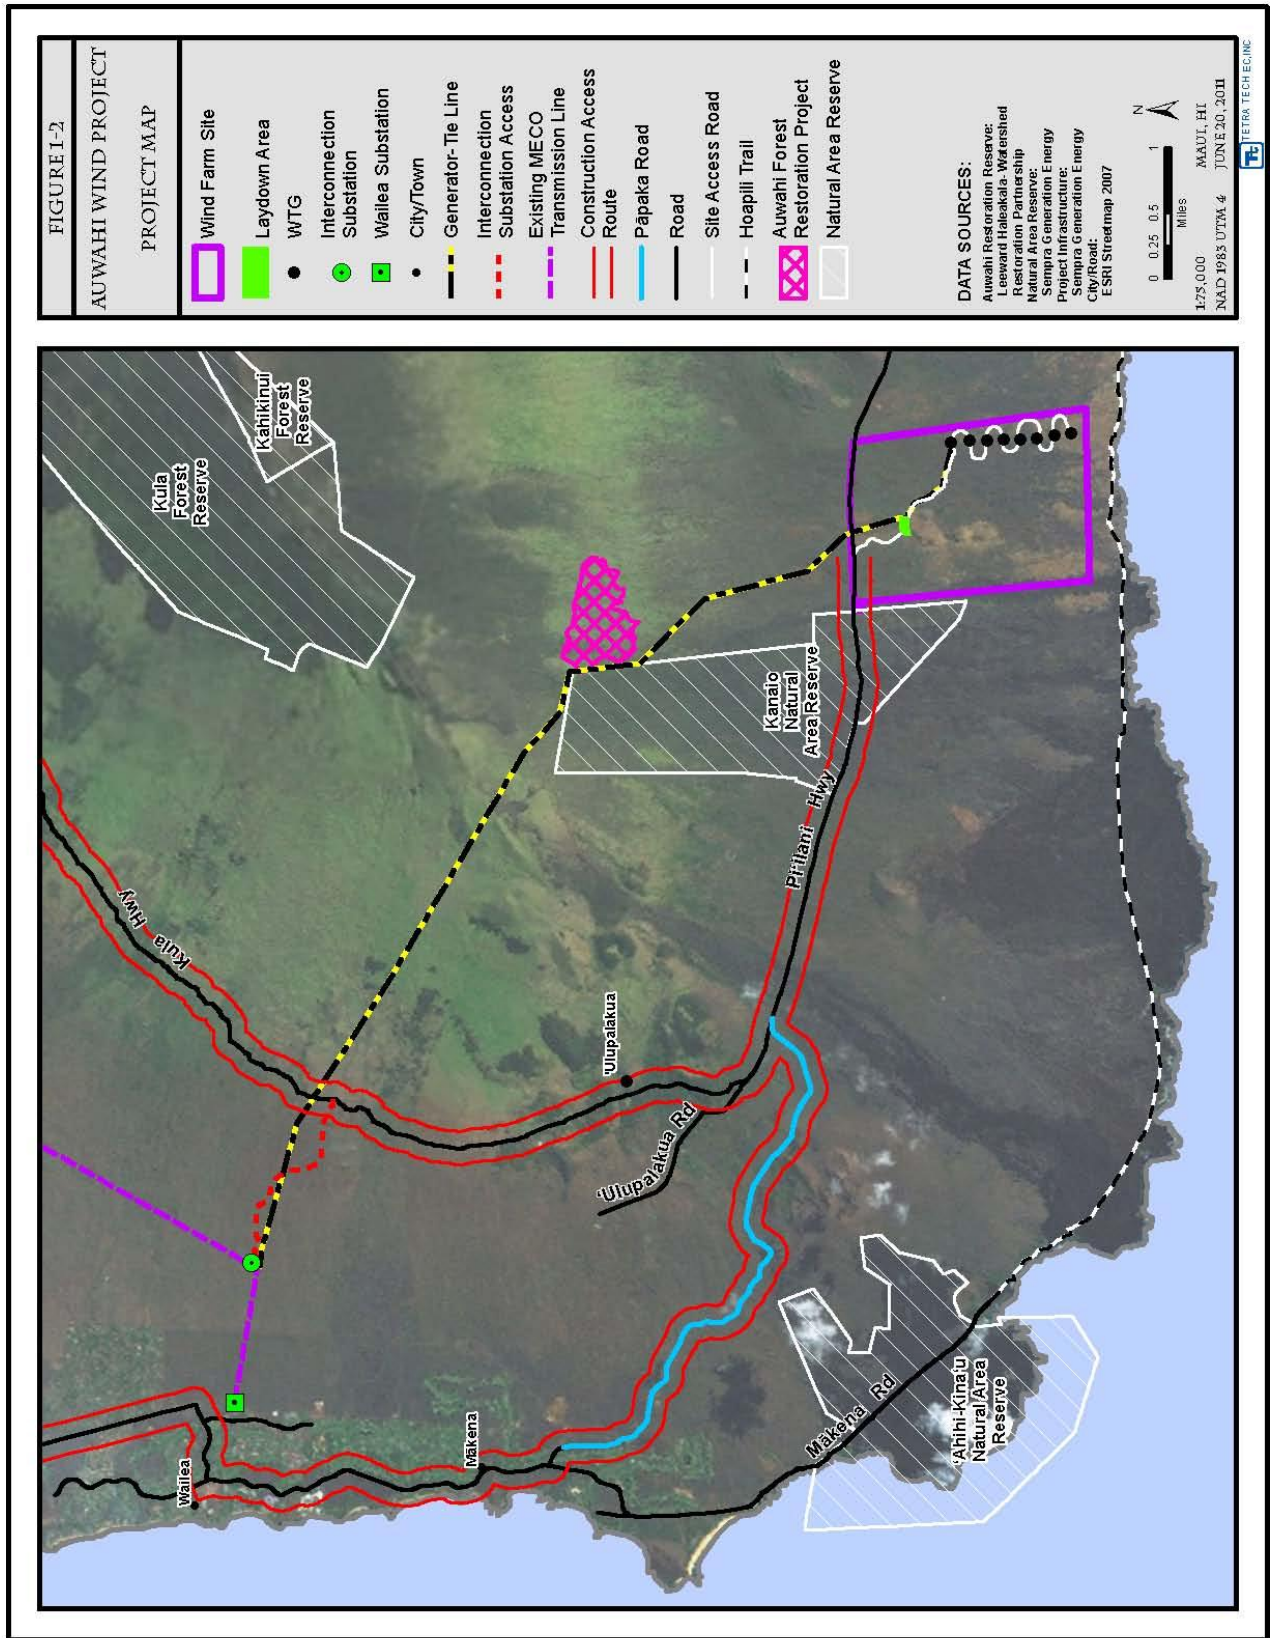 FIGURE 1-2
AUWAHI WIND PROJECT
PROJECT MAP
Wind Farm Site
Laydown Area
WTG
Interconnection
Substation
Wailea Substation
City/Town
Generator-Tie Line
Interconnection
Substation Access
Existing MECO
Transmission Line
Construction Access
Route
Papaka Road
Road
Site Access Road
Hoapili Trail
Auwahi Forest
Restoration Project
Natural Area Reserve
DATA SOURCES:
Auwahi Restoration Reserve:
Leeward Haleakala- Watershed
Restoration Partnership
Natural Area Reserve:
Sempra Generation Energy
Project Infrastructure:
Sempra Generation Energy
City/Road:
ESRI Streetmap 2007
N
0 0.25 0.5 1
Miles
1:75,000 MAUI, HI
NAD 1983 UTM 4 JUNE 20, 2011
Tt TETRA TECH EC,INC
Kula
Forest
Reserve
Kahikinui
Forest
Reserve
Kula Hwy
'Ulupalakua
'Ulupalakua Rd
Kanaio
Natural
Area Reserve
Pi'ilani Hwy
Wailea
Mākena
Mākena Rd
'Ahihi-Kina'u
Natural Area
Reserve